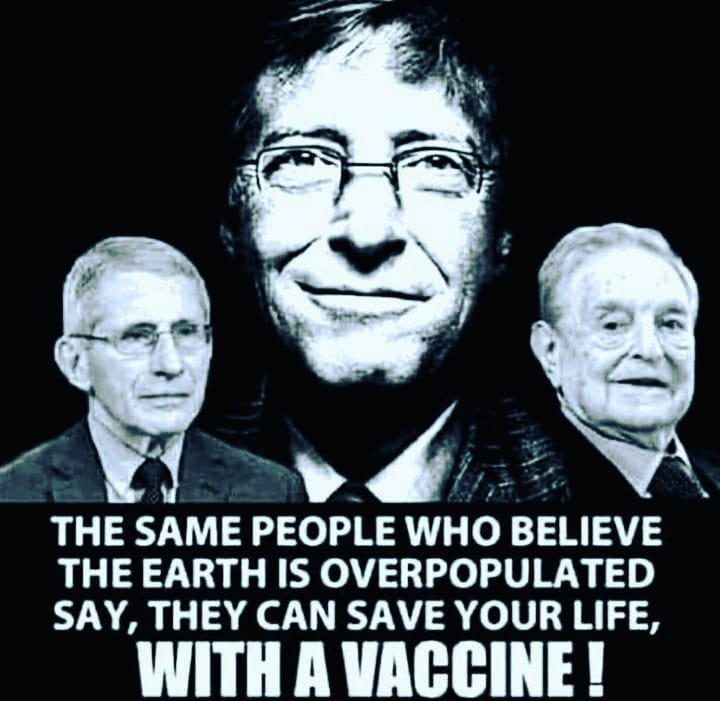 THE SAME PEOPLE WHO BELIEVE
THE EARTH IS OVERPOPULATED
SAY, THEY CAN SAVE YOUR LIFE,
WITH A VACCINE !